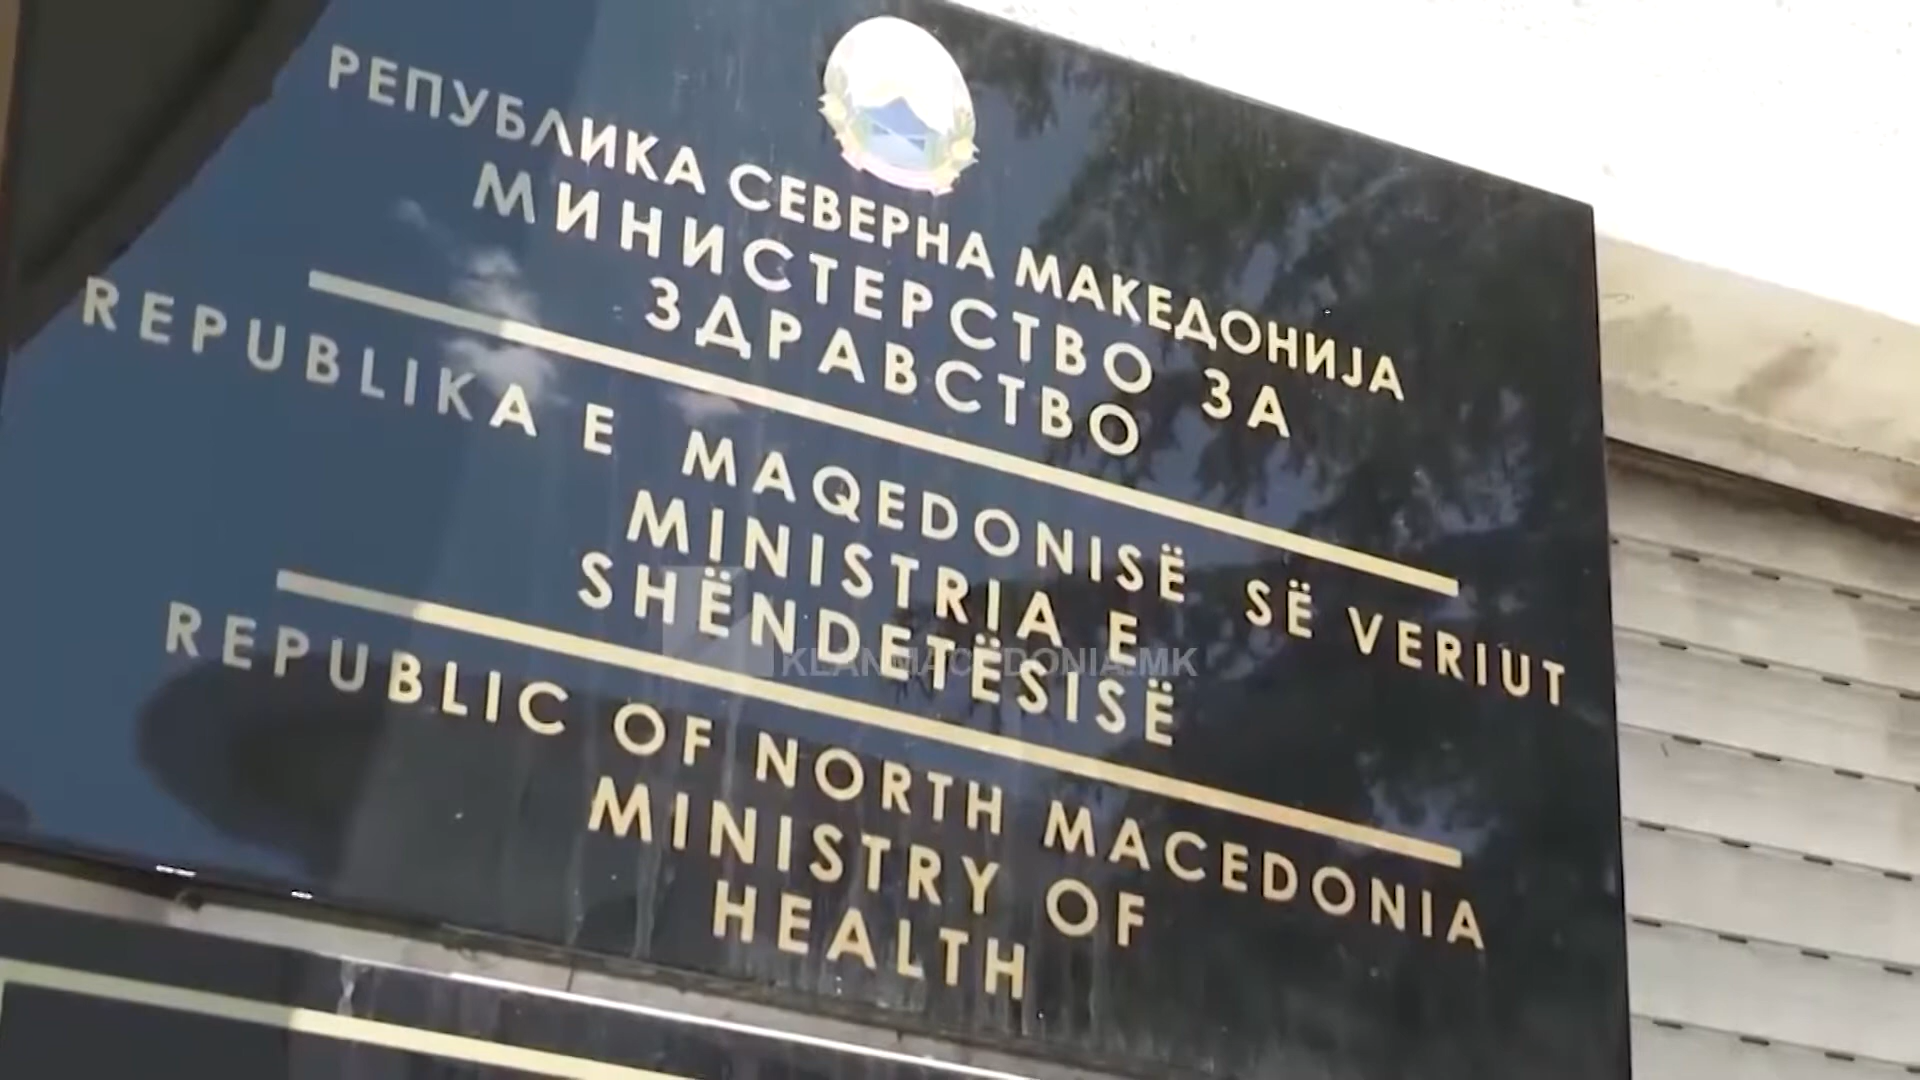 РЕПУБЛИКА СЕВЕРНА МАКЕДОНИЈА
МИНИСТЕРСТВО ЗА
ЗДРАВСТВО
REPUBLIKA E MAQEDONISË SË VERIUT
MINISTRIA E
SHËNDETËSISË
KLANMACEDONIA.MK
REPUBLIC OF NORTH MACEDONIA
MINISTRY OF
HEALTH